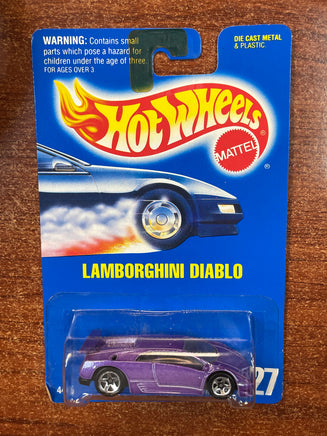 WARNING: Contains small
parts which pose a hazard for
children under the age of three.
FOR AGES OVER 3
DIE CAST METAL
& PLASTIC
Hot Wheels
MATTEL
LAMBORGHINI DIABLO
27